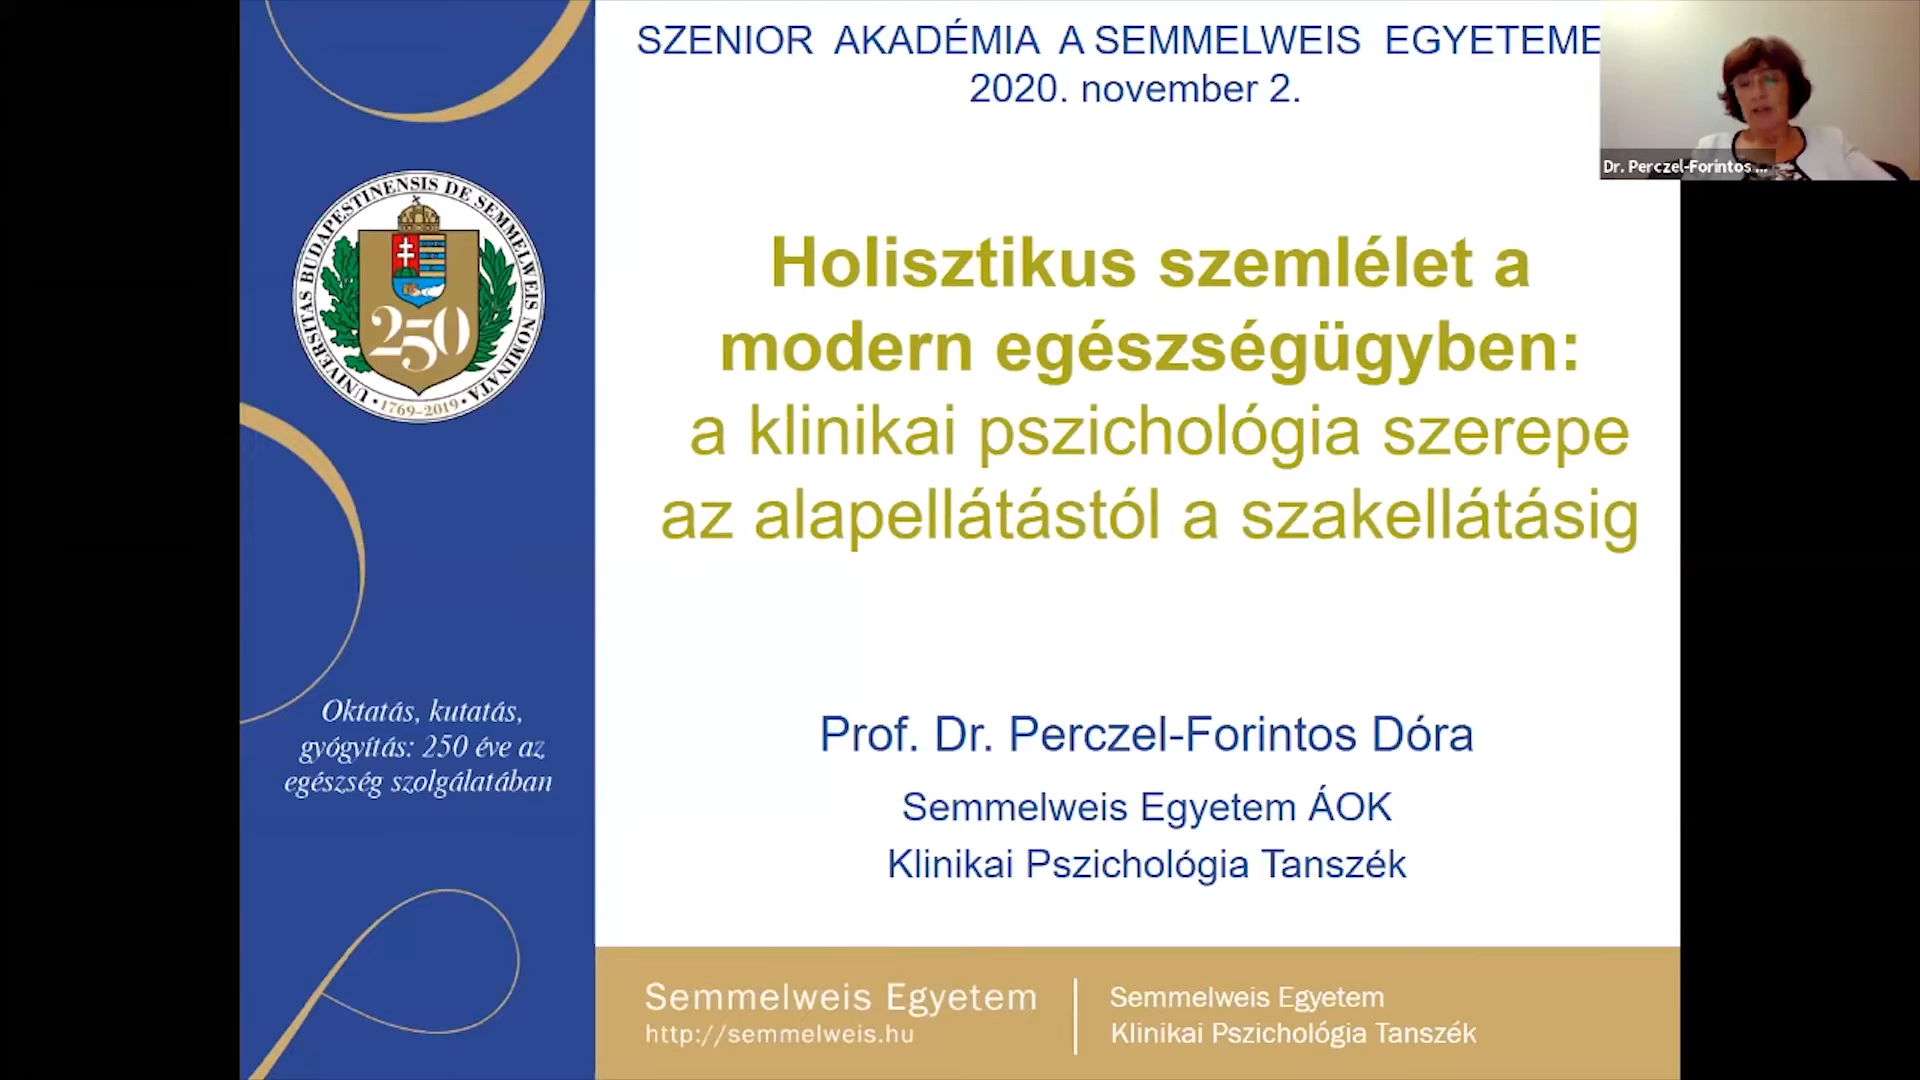 SZENIOR AKADÉMIA A SEMMELWEIS EGYETEME
2020. november 2.
Dr. Perczel-Forintos ...
UNIVERSITAS BUDAPESTINENSIS DE SEMMELWEIS NOMINATA
250
1769-2019
Holisztikus szemlélet a
modern egészségügyben:
a klinikai pszichológia szerepe
az alapellátástól a szakellátásig
Oktatás, kutatás,
gyógyítás: 250 éve az
egészség szolgálatában
Prof. Dr. Perczel-Forintos Dóra
Semmelweis Egyetem ÁOK
Klinikai Pszichológia Tanszék
Semmelweis Egyetem
http://semmelweis.hu
Semmelweis Egyetem
Klinikai Pszichológia Tanszék